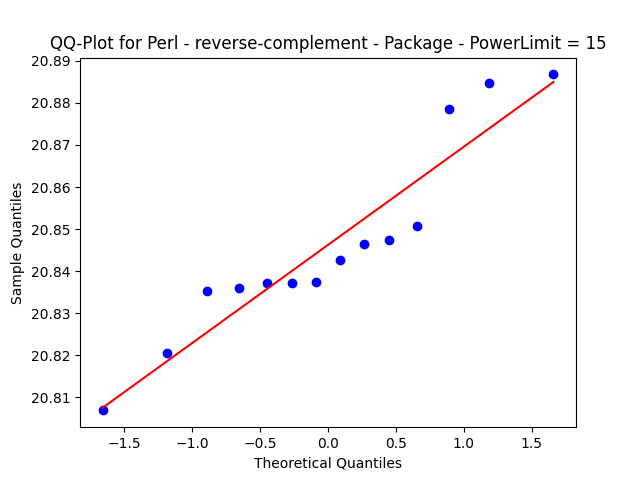 QQ-Plot for Perl - reverse-complement - Package - PowerLimit = 15
20.89
20.88
20.87
20.86
20.85
20.84
20.83
20.82
20.81
Sample Quantiles
−1.5 −1.0 −0.5 0.0 0.5 1.0 1.5
Theoretical Quantiles